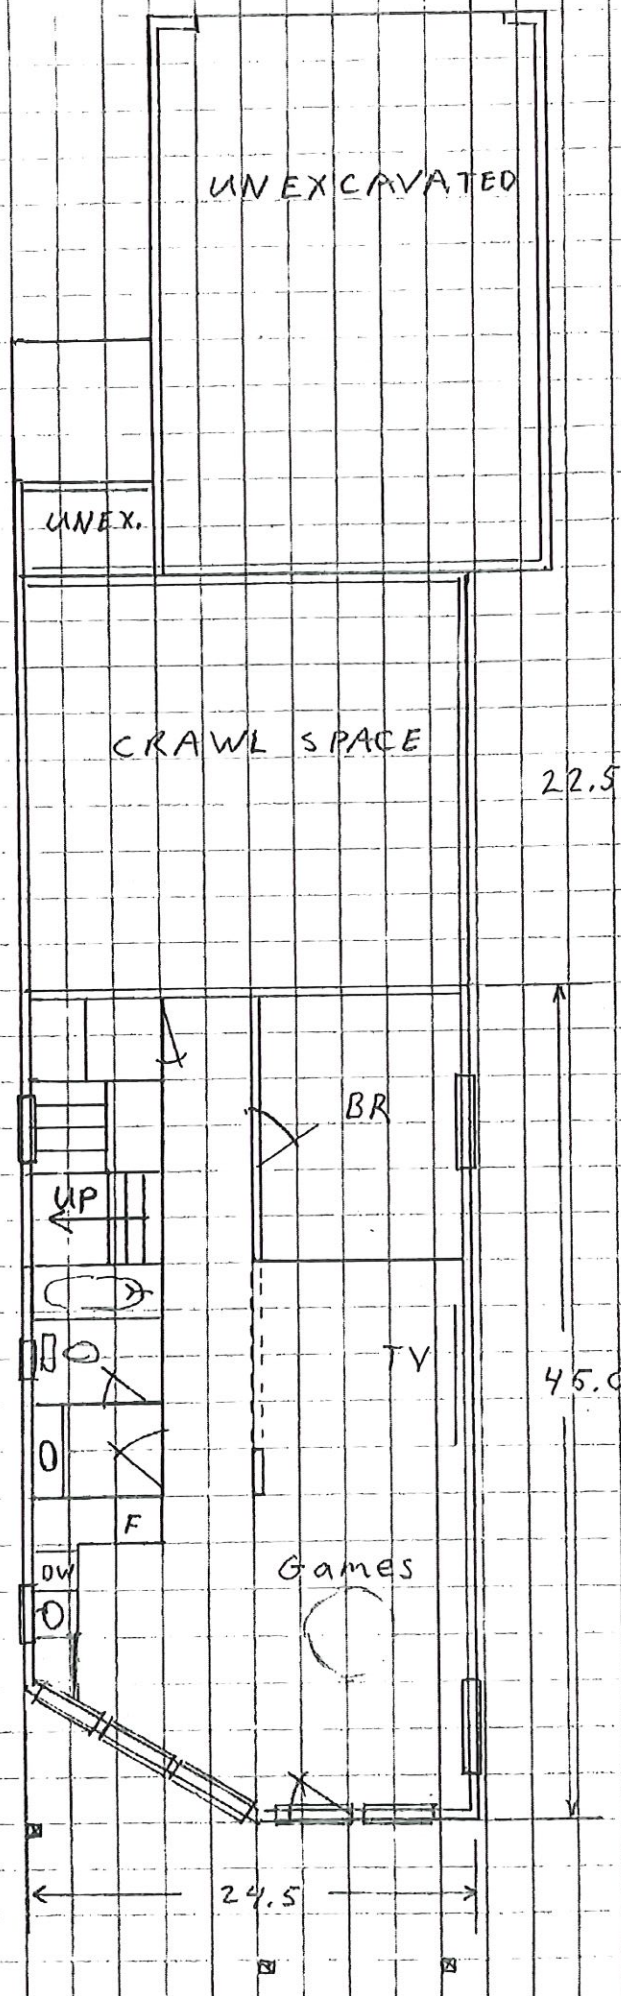 UNEXCAVATED
UNEX.
CRAWL SPACE
22.5
BR
UP
TV
45.0
F
Games
DW
24.5